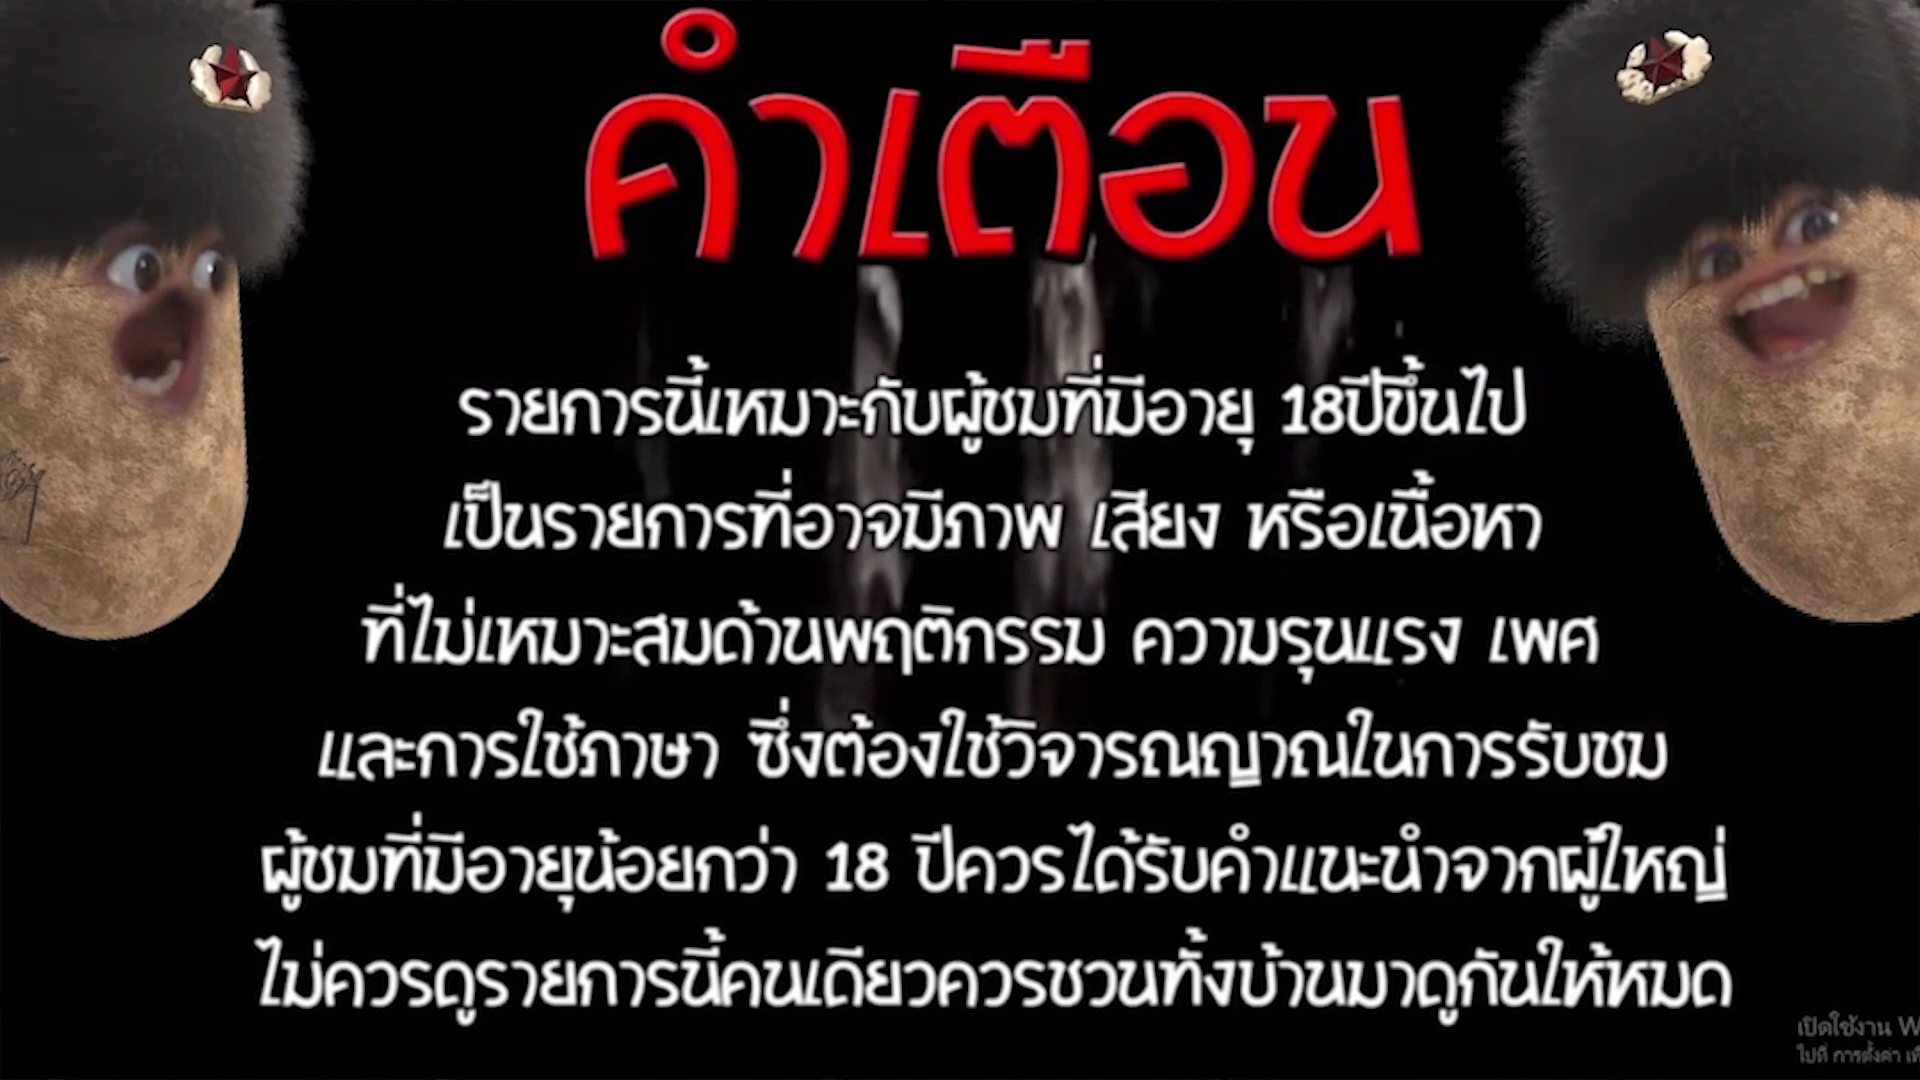 คำเตือน
รายการนี้เหมาะกับผู้ชมที่มีอายุ 18ปีขึ้นไป
เป็นรายการที่อาจมีภาพ เสียง หรือเนื้อหา
ที่ไม่เหมาะสมด้านพฤติกรรม ความรุนแรง เพศ
และการใช้ภาษา ซึ่งต้องใช้วิจารณญาณในการรับชม
ผู้ชมที่มีอายุน้อยกว่า 18 ปีควรได้รับคำแนะนำจากผู้ใหญ่
ไม่ควรดูรายการนี้คนเดียวควรชวนทั้งบ้านมาดูกันให้หมด
เปิดใช้งาน W
ไปที่ การตั้งค่า